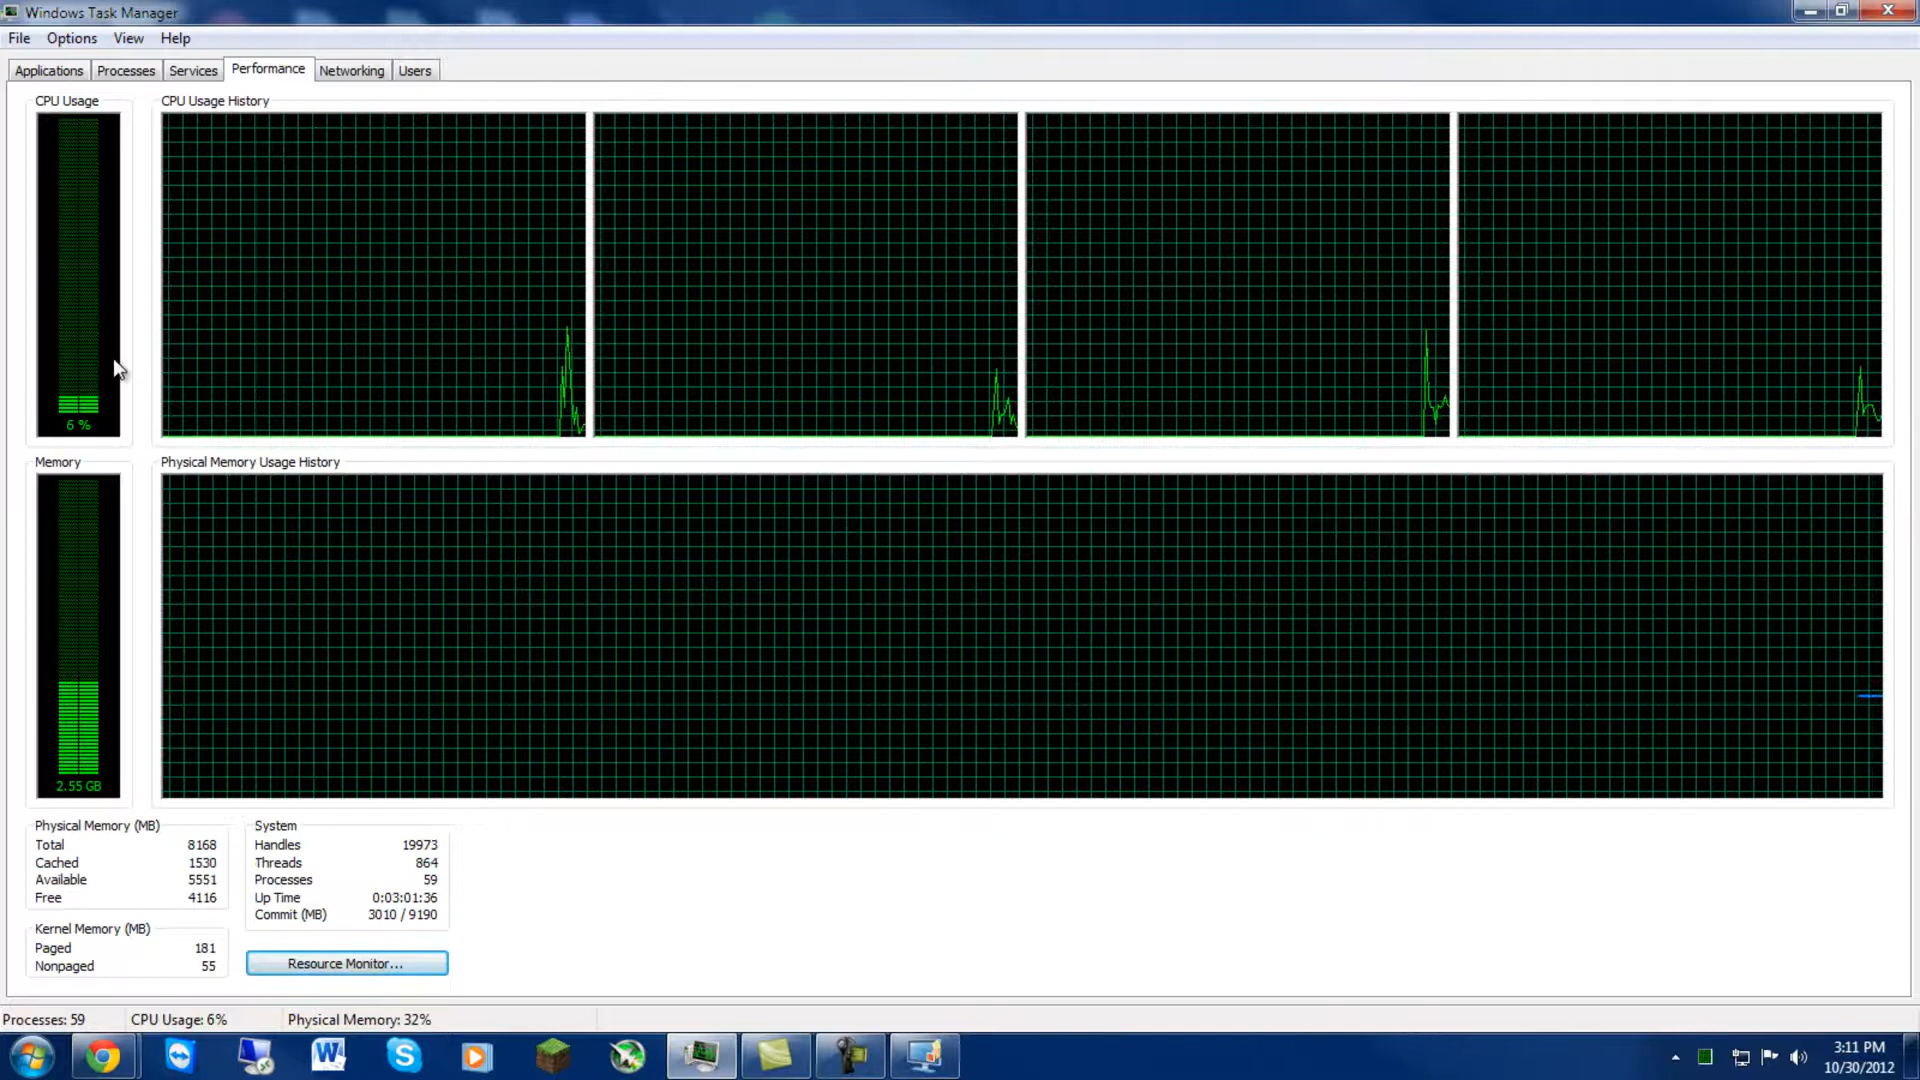 Windows Task Manager
File Options View Help
Applications Processes Services Performance Networking Users
CPU Usage
CPU Usage History
6 %
Memory
Physical Memory Usage History
2.55 GB
Physical Memory (MB)
Total 8168
Cached 1530
Available 5551
Free 4116
Kernel Memory (MB)
Paged 181
Nonpaged 55
System
Handles 19973
Threads 864
Processes 59
Up Time 0:03:01:36
Commit (MB) 3010 / 9190
Resource Monitor...
Processes: 59 CPU Usage: 6% Physical Memory: 32%
W
S
3:11 PM
10/30/2012